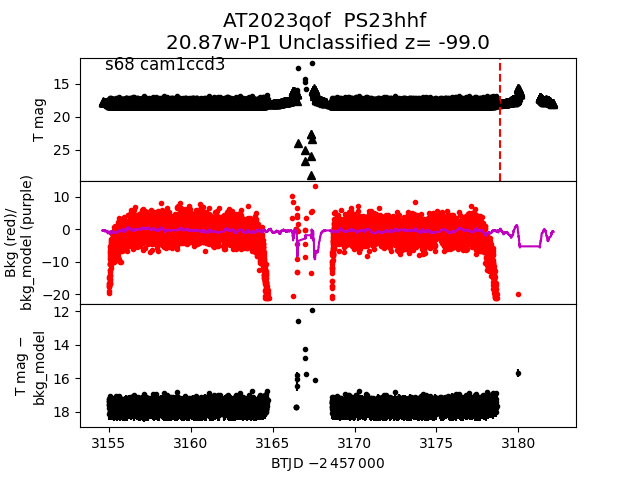 AT2023qof PS23hhf
20.87w-P1 Unclassified z= -99.0
s68 cam1ccd3
T mag
15
20
25
Bkg (red)/
bkg_model (purple)
10
0
−10
−20
T mag −
bkg_model
12
14
16
18
3155 3160 3165 3170 3175 3180
BTJD −2 457 000